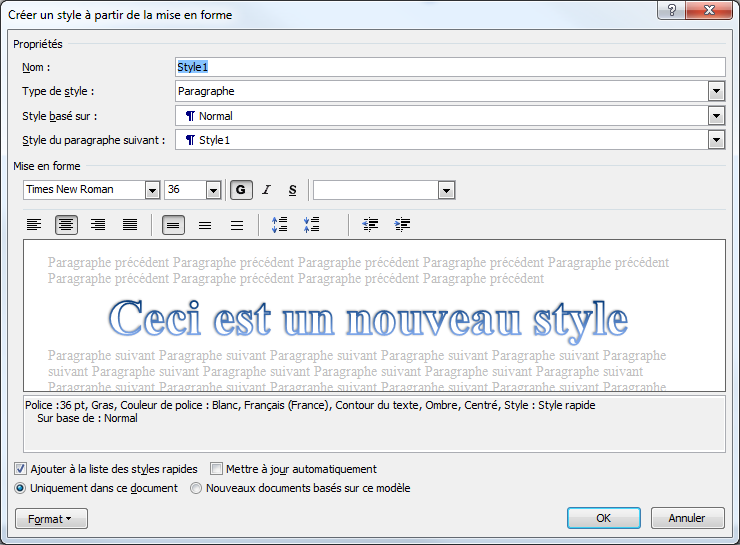 Créer un style à partir de la mise en forme
Propriétés
Nom :
Style1
Type de style :
Paragraphe
Style basé sur :
¶ Normal
Style du paragraphe suivant :
¶ Style1
Mise en forme
Times New Roman
36
G
I
S
Paragraphe précédent Paragraphe précédent Paragraphe précédent Paragraphe précédent Paragraphe précédent
Paragraphe précédent Paragraphe précédent Paragraphe précédent Paragraphe précédent
Ceci est un nouveau style
Paragraphe suivant Paragraphe suivant Paragraphe suivant Paragraphe suivant Paragraphe suivant Paragraphe
suivant Paragraphe suivant Paragraphe suivant Paragraphe suivant Paragraphe suivant Paragraphe suivant
Paragraphe suivant Paragraphe suivant Paragraphe suivant Paragraphe suivant Paragraphe suivant Paragraphe
Police :36 pt, Gras, Couleur de police : Blanc, Français (France), Contour du texte, Ombre, Centré, Style : Style rapide
Sur base de : Normal
Ajouter à la liste des styles rapides
Mettre à jour automatiquement
Uniquement dans ce document
Nouveaux documents basés sur ce modèle
Format
OK
Annuler